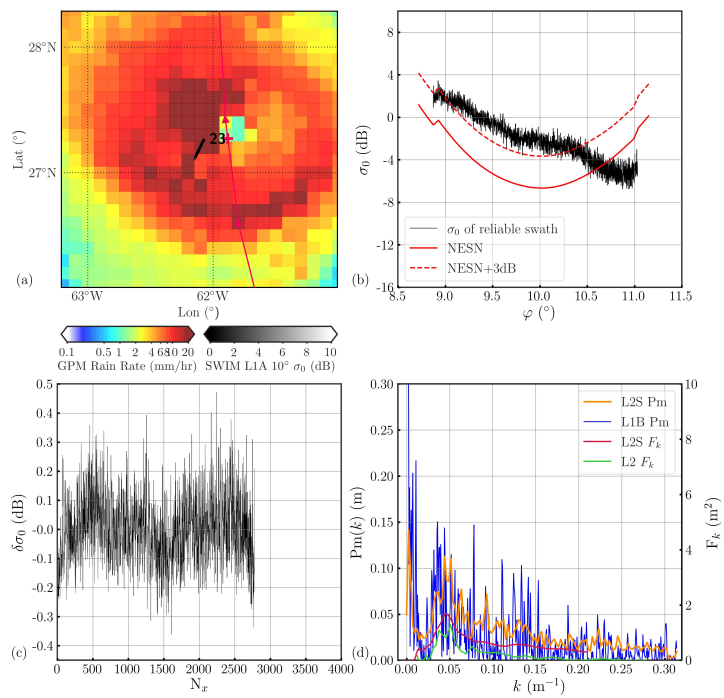 28°N
27°N
Lat (°)
23
(a)
63°W
62°W
Lon (°)
0.1
0.5 1
2
4 6 8 10
20
GPM Rain Rate (mm/hr)
0
2
4
6
8
10
SWIM L1A 10° σ0 (dB)
8
4
0
-4
-8
-12
-16
σ0 (dB)
σ0 of reliable swath
NESN
NESN+3dB
(b)
8.5
9.0
9.5
10.0
10.5
11.0
11.5
φ (°)
0.5
0.4
0.3
0.2
0.1
-0.0
-0.1
-0.2
-0.3
-0.4
δσ0 (dB)
(c)
0
500
1000
1500
2000
2500
3000
3500
4000
Nx
0.30
0.25
0.20
0.15
0.10
0.05
0.00
Pm(k) (m)
L2S Pm
L1B Pm
L2S Fk
L2 Fk
10
8
6
4
2
0
Fk (m²)
(d)
0.00
0.05
0.10
0.15
0.20
0.25
0.30
k (m⁻¹)